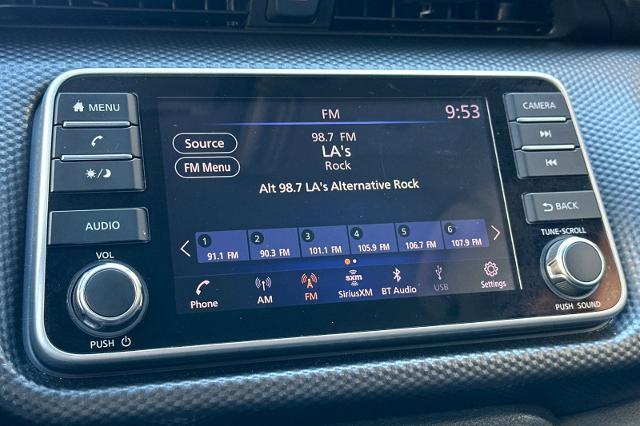 MENU
CAMERA
FM
9:53
98.7 FM
Source
LA's
Rock
FM Menu
Alt 98.7 LA's Alternative Rock
AUDIO
BACK
VOL
TUNE-SCROLL
1 2 3 4 5 6
91.1 FM 90.3 FM 101.1 FM 105.9 FM 106.7 FM 107.9 FM
sxm
Phone AM FM SiriusXM BT Audio USB Settings
PUSH
PUSH SOUND